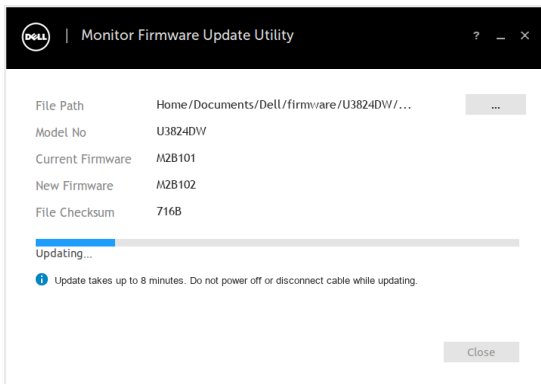 DELL | Monitor Firmware Update Utility ? _ ×
File Path Home/Documents/Dell/firmware/U3824DW/... ...
Model No U3824DW
Current Firmware M2B101
New Firmware M2B102
File Checksum 716B
Updating...
i Update takes up to 8 minutes. Do not power off or disconnect cable while updating.
Close